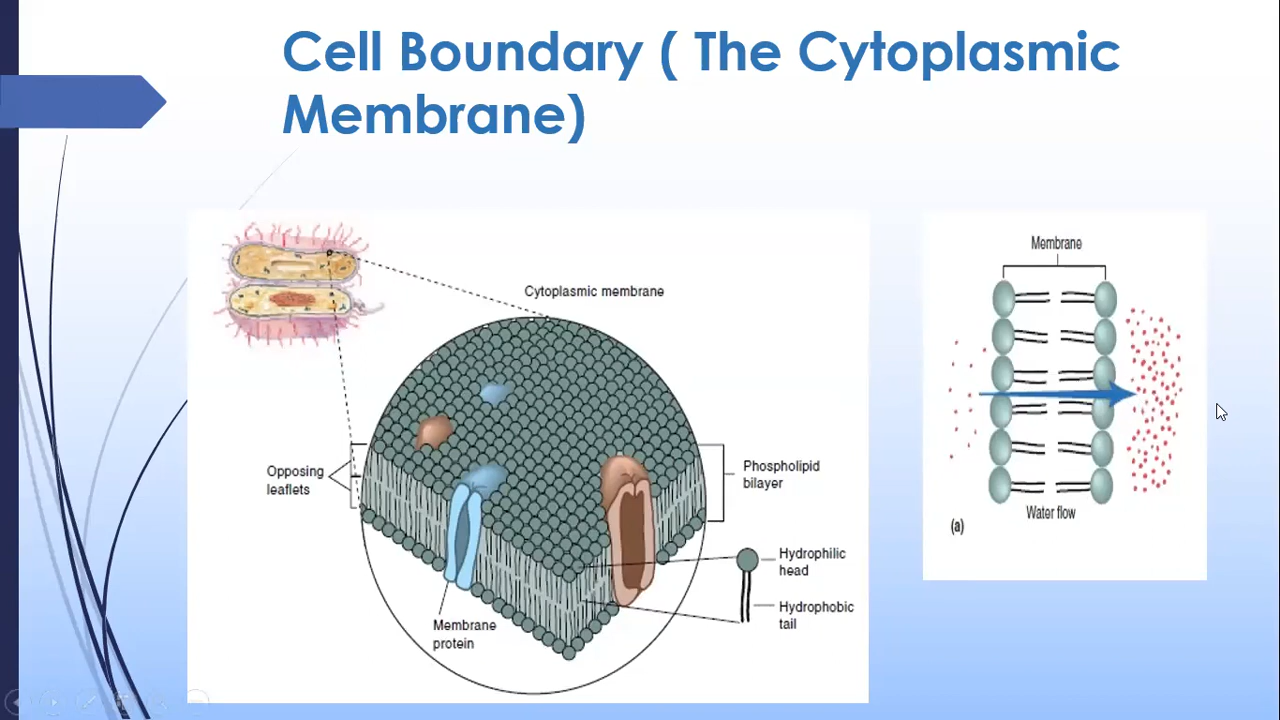 Cell Boundary ( The Cytoplasmic
Membrane)
Cytoplasmic membrane
Opposing
leaflets
Phospholipid
bilayer
Hydrophilic
head
Hydrophobic
tail
Membrane
protein
Membrane
Water flow
(a)